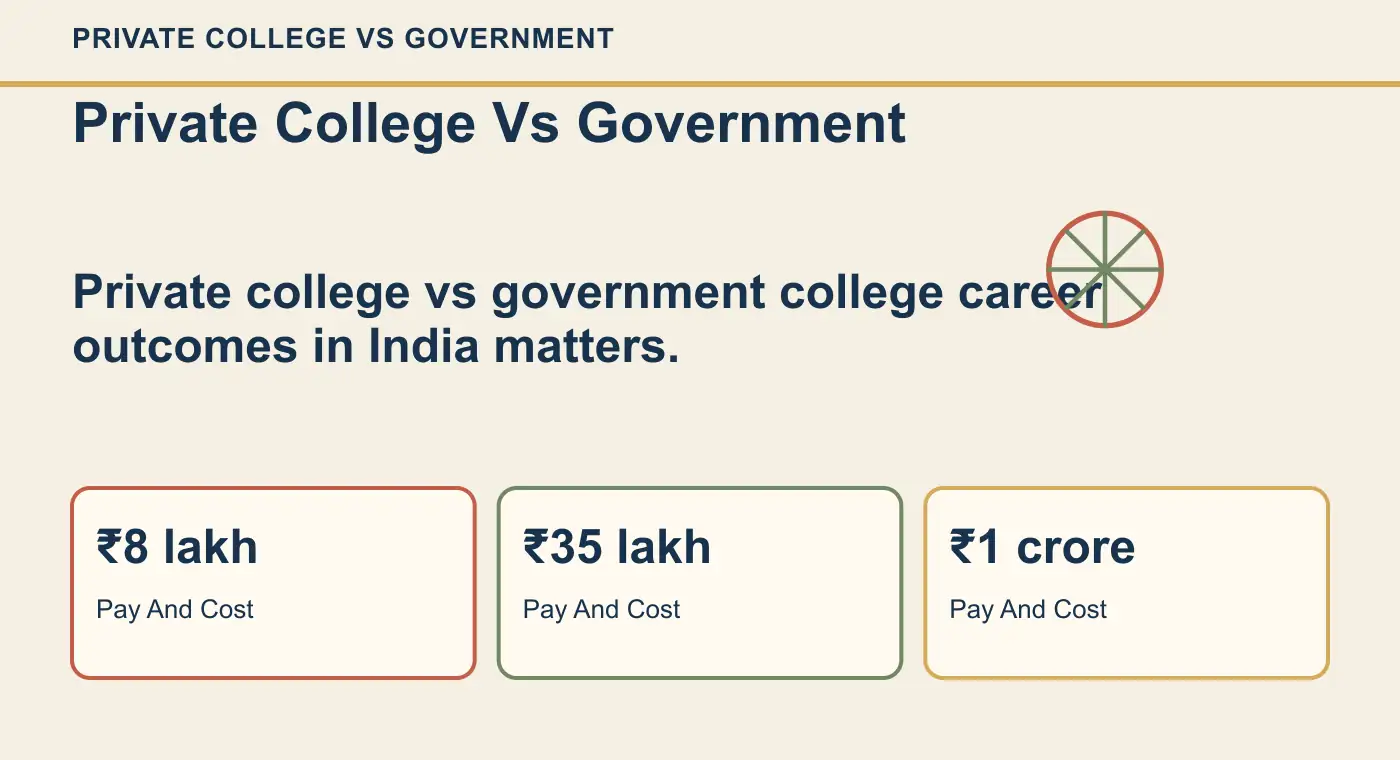 PRIVATE COLLEGE VS GOVERNMENT
Private College Vs Government
Private college vs government college career
outcomes in India matters.
₹8 lakh
Pay And Cost
₹35 lakh
Pay And Cost
₹1 crore
Pay And Cost